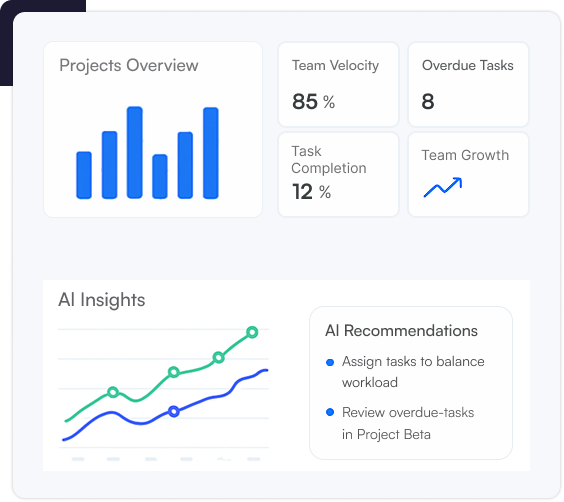 Projects Overview
Team Velocity
85 %
Overdue Tasks
8
Task
Completion
12 %
Team Growth
AI Insights
AI Recommendations
Assign tasks to balance
workload
Review overdue-tasks
in Project Beta